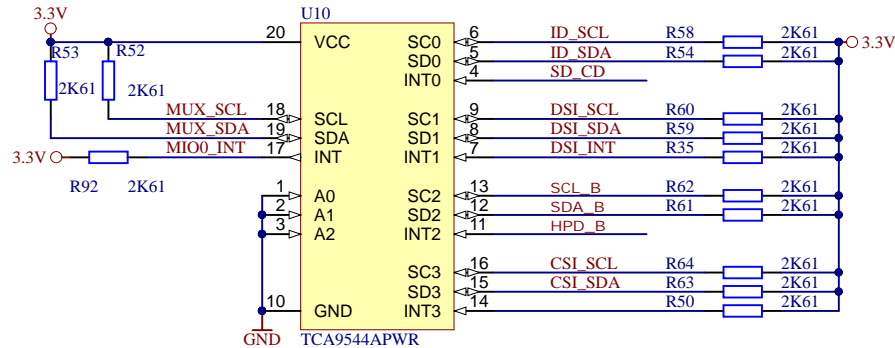 3.3V
U10
R53
R52
2K61
2K61
20
VCC
MUX_SCL
18
SCL
MUX_SDA
19
SDA
3.3V
MIO0_INT
17
INT
R92
2K61
1
A0
2
A1
3
A2
10
GND
GND
TCA9544APWR
SC0
6
ID_SCL
R58
2K61
3.3V
SD0
5
ID_SDA
R54
2K61
INT0
4
SD_CD
SC1
9
DSI_SCL
R60
2K61
SD1
8
DSI_SDA
R59
2K61
INT1
7
DSI_INT
R35
2K61
SC2
13
SCL_B
R62
2K61
SD2
12
SDA_B
R61
2K61
INT2
11
HPD_B
SC3
16
CSI_SCL
R64
2K61
SD3
15
CSI_SDA
R63
2K61
INT3
14
R50
2K61